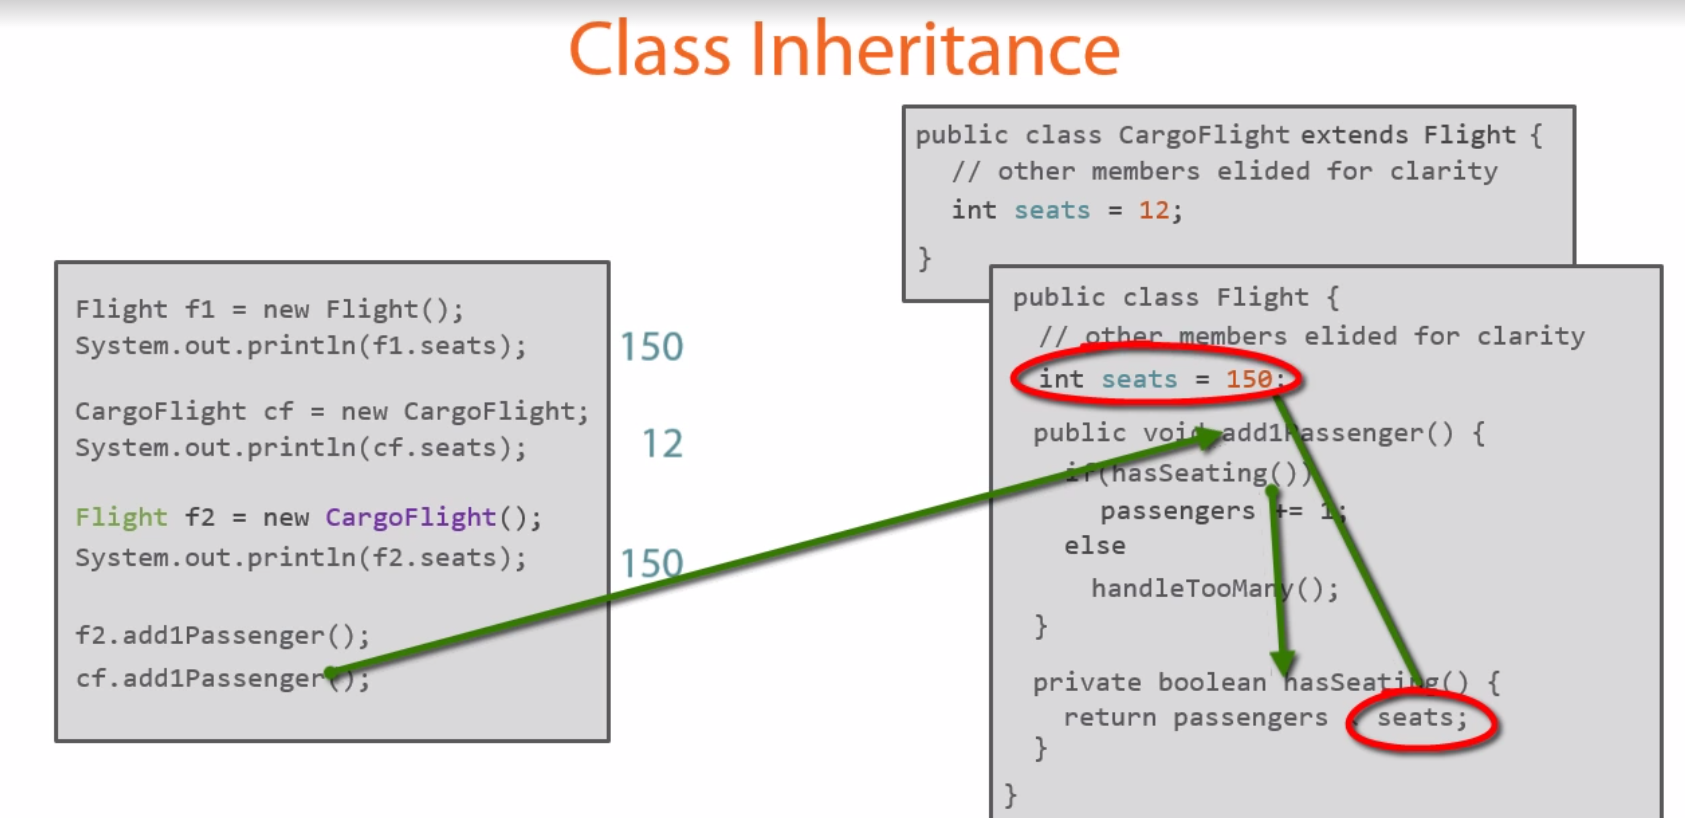 Class Inheritance
public class CargoFlight extends Flight {
// other members elided for clarity
int seats = 12;
}
Flight f1 = new Flight();
System.out.println(f1.seats);
150
CargoFlight cf = new CargoFlight;
System.out.println(cf.seats);
12
Flight f2 = new CargoFlight();
System.out.println(f2.seats);
150
f2.add1Passenger();
cf.add1Passenger();
public class Flight {
// other members elided for clarity
int seats = 150;
public void add1Passenger() {
if(hasSeating())
passengers += 1;
else
handleTooMany();
}
private boolean hasSeating() {
return passengers seats;
}
}